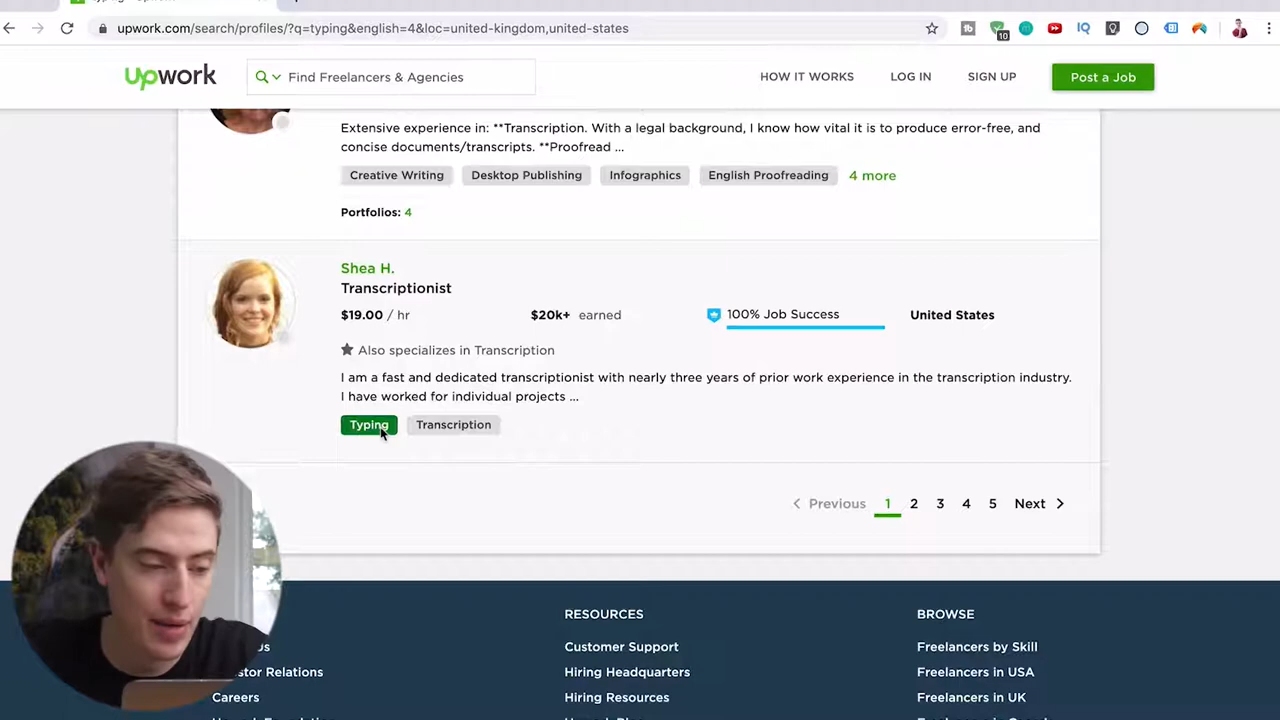 upwork.com/search/profiles/?q=typing&english=4&loc=united-kingdom,united-states
10
upwork
Find Freelancers & Agencies
HOW IT WORKS
LOG IN
SIGN UP
Post a Job
Extensive experience in: **Transcription. With a legal background, I know how vital it is to produce error-free, and
concise documents/transcripts. **Proofread ...
Creative Writing
Desktop Publishing
Infographics
English Proofreading
4 more
Portfolios: 4
Shea H.
Transcriptionist
$19.00 / hr
$20k+ earned
100% Job Success
United States
Also specializes in Transcription
I am a fast and dedicated transcriptionist with nearly three years of prior work experience in the transcription industry.
I have worked for individual projects ...
Typing
Transcription
Previous
1
2
3
4
5
Next
RESOURCES
BROWSE
Customer Support
Freelancers by Skill
Relations
Hiring Headquarters
Freelancers in USA
Careers
Hiring Resources
Freelancers in UK